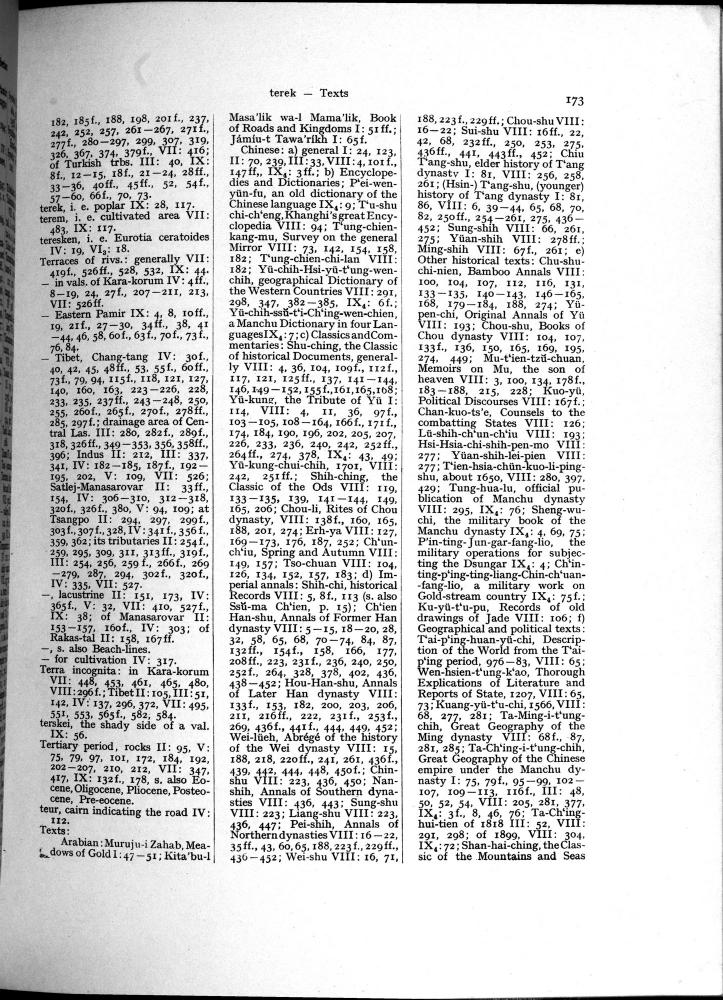 terek — Texts
173
182, 185f., 188, 198, 201f., 237,
242, 252, 257, 261—267, 271f.,
277f., 280—297, 299, 307, 319,
326, 367, 374, 379f., VII: 416;
of Turkish trbs. III: 40, IX:
8f., 12—15, 18f., 21—24, 28ff.,
33—36, 40ff., 45ff., 52, 54f.,
57—60, 66f., 70, 73.
terek, i. e. poplar IX: 28, 117.
terem, i. e. cultivated area VII:
483, IX: 117.
teresken, i. e. Eurotia ceratoides
IV: 19, VI₂: 18.
Terraces of rivs.: generally VII:
419f., 526ff., 528, 532, IX: 44.
— in vals. of Kara-korum IV: 4ff.,
8—19, 24, 27f., 207—211, 213,
VII: 526ff.
— Eastern Pamir IX: 4, 8, 10ff.,
19, 21f., 27—30, 34ff., 38, 41
—44, 46, 58, 60f., 63f., 70f., 73f.,
76, 84.
— Tibet, Chang-tang IV: 30f.,
40, 42, 45, 48ff., 53, 55f., 60ff.,
73f., 79, 94, 115f., 118, 121, 127,
140, 160, 163, 223—226, 228,
233, 235, 237ff., 243—248, 250,
255, 260f., 265f., 270f., 278ff.,
285, 297f.; drainage area of Cen-
tral Las. III: 280, 282f., 289f.,
318, 326ff., 349—353, 356, 358ff.,
396; Indus II: 212, III: 337,
341, IV: 182—185, 187f., 192—
195, 202, V: 109, VII: 526;
Satlej-Manasarovar II: 33ff.,
154, IV: 306—310, 312—318,
320f., 326f., 380, V: 94, 109; at
Tsangpo II: 294, 297, 299f.,
303f., 307f., 328, IV: 341f., 356f.,
359, 362; its tributaries II: 254f.,
259, 295, 309, 311, 313ff., 319f.,
III: 254, 256, 259f., 266f., 269
—279, 287, 294, 302f., 320f.,
IV: 335, VII: 527.
—, lacustrine II: 151, 173, IV:
365f., V: 32, VII: 410, 527f.,
IX: 38; of Manasarovar II:
153—157, 160f., IV: 303; of
Rakas-tal II: 158, 167ff.
—, s. also Beach-lines.
— for cultivation IV: 317.
Terra incognita: in Kara-korum
VII: 448, 453, 461, 465, 480,
VIII: 296f.; Tibet II: 105, III: 51,
142, IV: 137, 296, 372, VII: 495,
551, 553, 565f., 582, 584.
terskei, the shady side of a val.
IX: 56.
Tertiary period, rocks II: 95, V:
75, 79, 97, 101, 172, 184, 192,
202—207, 210, 212, VII: 347,
417, IX: 132f., 178, s. also Eo-
cene, Oligocene, Pliocene, Posteo-
cene, Pre-eocene.
teur, cairn indicating the road IV:
112.
Texts:
Arabian: Muruju-i Zahab, Mea-
dows of Gold I: 47—51; Kita'bu-l
Masa'lik wa-l Mama'lik, Book
of Roads and Kingdoms I: 51ff.;
Jámíu-t Tawa'ríkh I: 65f.
Chinese: a) general I: 24, 123,
II: 70, 239, III: 33, VIII: 4, 101f.,
147ff., IX₄: 3ff.; b) Encyclope-
dies and Dictionaries; P'ei-wen-
yün-fu, an old dictionary of the
Chinese language IX₄: 9; T'u-shu
chi-ch'eng, Khanghi's great Ency-
clopedia VIII: 94; T'ung-chien-
kang-mu, Survey on the general
Mirror VIII: 73, 142, 154, 158,
182; T'ung-chien-chi-lan VIII:
182; Yü-chih-Hsi-yü-t'ung-wen-
chih, geographical Dictionary of
the Western Countries VIII: 291,
298, 347, 382—385, IX₄: 6f.;
Yü-chih-ssŭ-t'i-Ch'ing-wen-chien,
a Manchu Dictionary in four Lan-
guages IX₄: 7; c) Classics and Com-
mentaries: Shu-ching, the Classic
of historical Documents, general-
ly VIII: 4, 36, 104, 109f., 112f.,
117, 121, 125ff., 137, 141—144,
146, 149—152, 155f., 161, 165, 168;
Yü-kung, the Tribute of Yü I:
114, VIII: 4, 11, 36, 97f.,
103—105, 108—164, 166f., 171f.,
174, 184, 190, 196, 202, 205, 207,
226, 233, 236, 240, 242, 252ff.,
264ff., 274, 378, IX₄: 43, 49;
Yü-kung-chui-chih, 1701, VIII:
242, 251ff.; Shih-ching, the
Classic of the Ods VIII: 119,
133—135, 139, 141—144, 149,
165, 206; Chou-li, Rites of Chou
dynasty, VIII: 138f., 160, 165,
188, 201, 274; Erh-ya VIII: 127,
169—173, 176, 187, 252; Ch'un-
ch'iu, Spring and Autumn VIII:
149, 157; Tso-chuan VIII: 104,
126, 134, 152, 157, 183; d) Im-
perial annals: Shih-chi, historical
Records VIII: 5, 8f., 113 (s. also
Ssŭ-ma Ch'ien, p. 15); Ch'ien
Han-shu, Annals of Former Han
dynasty VIII: 5—15, 18—20, 28,
32, 58, 65, 68, 70—74, 84, 87,
132ff., 154f., 158, 166, 177,
208ff., 223, 231f., 236, 240, 250,
252f., 264, 328, 378, 402, 436,
438—452; Hou-Han-shu, Annals
of Later Han dynasty VIII:
133f., 153, 182, 200, 203, 206,
211, 216ff., 222, 231f., 253f.,
269, 436f., 441f., 444, 449, 452;
Wei-lüeh, Abrégé of the history
of the Wei dynasty VIII: 15,
188, 218, 220ff., 241, 261, 436f.,
439, 442, 444, 448, 450f.; Chin-
shu VIII: 223, 436, 450; Nan-
shih, Annals of Southern dyna-
sties VIII: 436, 443; Sung-shu
VIII: 223; Liang-shu VIII: 223,
436, 447; Pei-shih, Annals of
Northern dynasties VIII: 16—22,
35ff., 43, 60, 65, 188, 223f., 229ff.,
436—452; Wei-shu VIII: 16, 71,
188, 223f., 229ff.; Chou-shu VIII:
16—22; Sui-shu VIII: 16ff., 22,
42, 68, 232ff., 250, 253, 275,
436ff., 441, 443ff., 452; Chiu
T'ang-shu, elder history of T'ang
dynasty I: 81, VIII: 256, 258,
261; (Hsin-) T'ang-shu, (younger)
history of T'ang dynasty I: 81,
86, VIII: 6, 39—44, 65, 68, 70,
82, 250ff., 254—261, 275, 436—
452; Sung-shih VIII: 66, 261,
275; Yüan-shih VIII: 278ff.;
Ming-shih VIII: 67f., 261; e)
Other historical texts: Chu-shu-
chi-nien, Bamboo Annals VIII:
100, 104, 107, 112, 116, 131,
133—135, 140—143, 146—165,
168, 179—184, 188, 274; Yü-
pen-chi, Original Annals of Yü
VIII: 193; Chou-shu, Books of
Chou dynasty VIII: 104, 107,
133f., 136, 150, 165, 169, 195,
274, 449; Mu-t'ien-tzŭ-chuan,
Memoirs on Mu, the son of
heaven VIII: 3, 100, 134, 178f.,
183—188, 215, 228; Kuo-yü,
Political Discourses VIII: 167f.;
Chan-kuo-ts'e, Counsels to the
combatting States VIII: 126;
Lü-shih-ch'un-ch'iu VIII: 193;
Hsi-Hsia-chi-shih-pen-mo VIII:
277; Yüan-shih-lei-pien VIII:
277; T'ien-hsia-chün-kuo-li-ping-
shu, about 1650, VIII: 280, 397,
429; Tung-hua-lu, official pu-
blication of Manchu dynasty
VIII: 295, IX₄: 76; Sheng-wu-
chi, the military book of the
Manchu dynasty IX₄: 4, 69, 75;
P'in-ting-Jun-gar-fang-lio, the
military operations for subjec-
ting the Dsungar IX₄: 4; Ch'in-
ting-p'ing-ting-liang-Chin-ch'uan-
-fang-lio, a military work on
Gold-stream country IX₄: 75f.;
Ku-yü-t'u-pu, Records of old
drawings of Jade VIII: 106; f)
Geographical and political texts:
T'ai-p'ing-huan-yü-chi, Descrip-
tion of the World from the T'ai-
p'ing period, 976—83, VIII: 65;
Wen-hsien-t'ung-k'ao, Thorough
Explications of Literature and
Reports of State, 1207, VIII: 65,
73; Kuang-yü-t'u-chi, 1566, VIII:
68, 277, 281; Ta-Ming-i-t'ung-
chih, Great Geography of the
Ming dynasty VIII: 68f., 87,
281, 285; Ta-Ch'ing-i-t'ung-chih,
Great Geography of the Chinese
empire under the Manchu dy-
nasty I: 75, 79f., 95—99, 102—
107, 109—113, 116f., III: 48,
50, 52, 54, VIII: 205, 281, 377,
IX₄: 3f., 8, 46, 76; Ta-Ch'ing-
hui-tien of 1818 III: 52, VIII:
291, 298; of 1899, VIII: 304,
IX₄: 72; Shan-hai-ching, the Clas-
sic of the Mountains and Seas